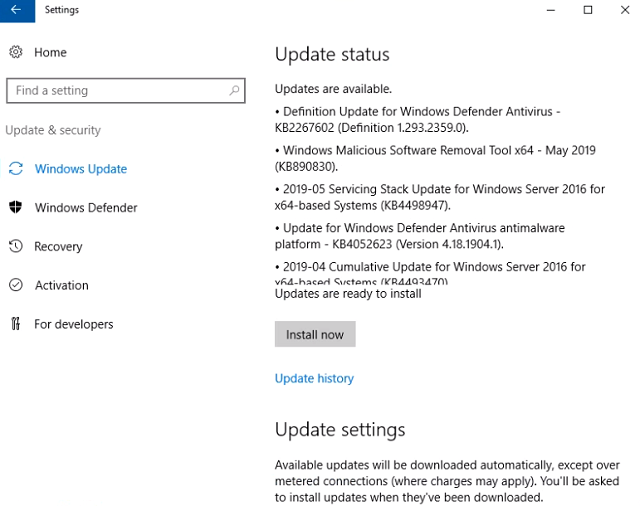 Settings
Home
Find a setting
Update & security
Windows Update
Windows Defender
Recovery
Activation
For developers
Update status
Updates are available.
• Definition Update for Windows Defender Antivirus -
KB2267602 (Definition 1.293.2359.0).
• Windows Malicious Software Removal Tool x64 - May 2019
(KB890830).
• 2019-05 Servicing Stack Update for Windows Server 2016 for
x64-based Systems (KB4498947).
• Update for Windows Defender Antivirus antimalware
platform - KB4052623 (Version 4.18.1904.1).
• 2019-04 Cumulative Update for Windows Server 2016 for
x64-based Systems (KB4493470)
Updates are ready to install
Install now
Update history
Update settings
Available updates will be downloaded automatically, except over
metered connections (where charges may apply). You'll be asked
to install updates when they've been downloaded.